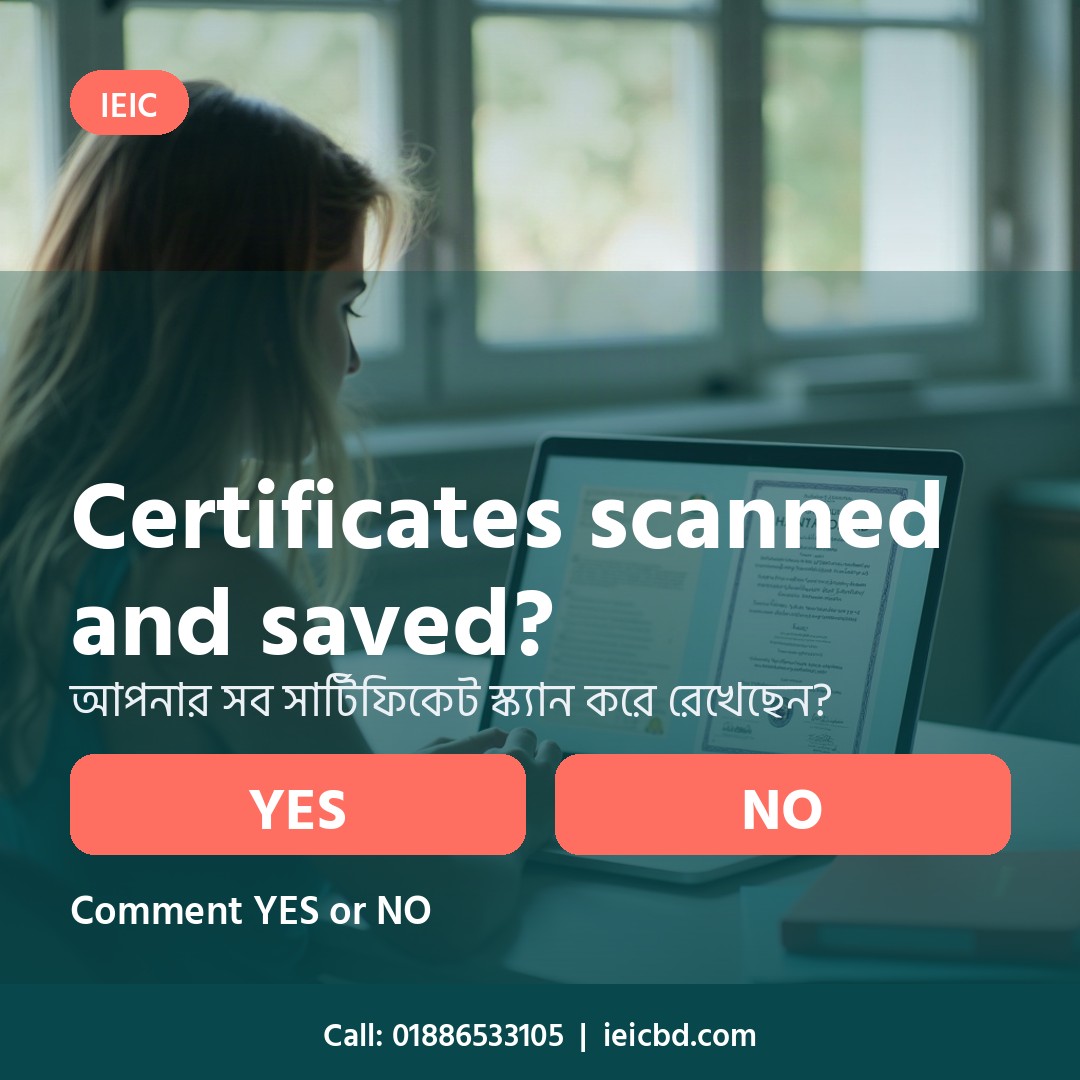 IEIC
Certificates scanned
and saved?
আপনার সব সার্টিফিকেট স্ক্যান করে রেখেছেন?
YES
NO
Comment YES or NO
Call: 01886533105 | ieicbd.com